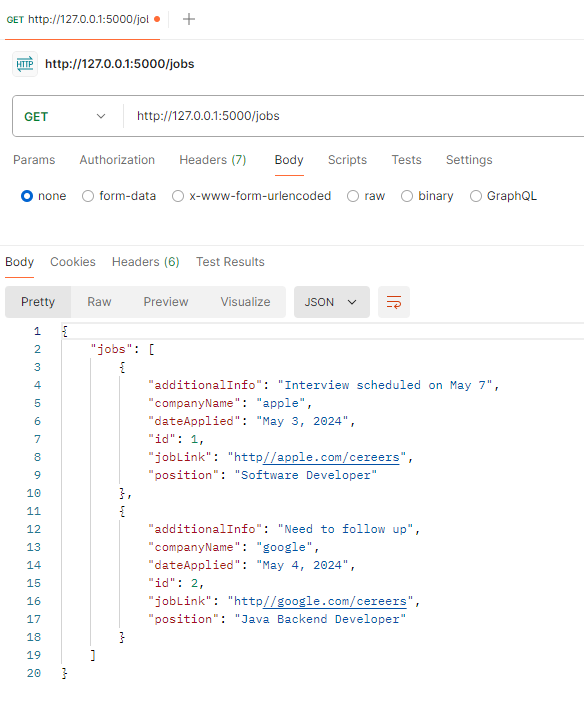 GET http://127.0.0.1:5000/jol
HTTP http://127.0.0.1:5000/jobs
GET http://127.0.0.1:5000/jobs
Params Authorization Headers (7) Body Scripts Tests Settings
none form-data x-www-form-urlencoded raw binary GraphQL
Body Cookies Headers (6) Test Results
Pretty Raw Preview Visualize JSON
1 {
2 "jobs": [
3 {
4 "additionalInfo": "Interview scheduled on May 7",
5 "companyName": "apple",
6 "dateApplied": "May 3, 2024",
7 "id": 1,
8 "jobLink": "http//apple.com/cereers",
9 "position": "Software Developer"
10 },
11 {
12 "additionalInfo": "Need to follow up",
13 "companyName": "google",
14 "dateApplied": "May 4, 2024",
15 "id": 2,
16 "jobLink": "http//google.com/cereers",
17 "position": "Java Backend Developer"
18 }
19 ]
20 }